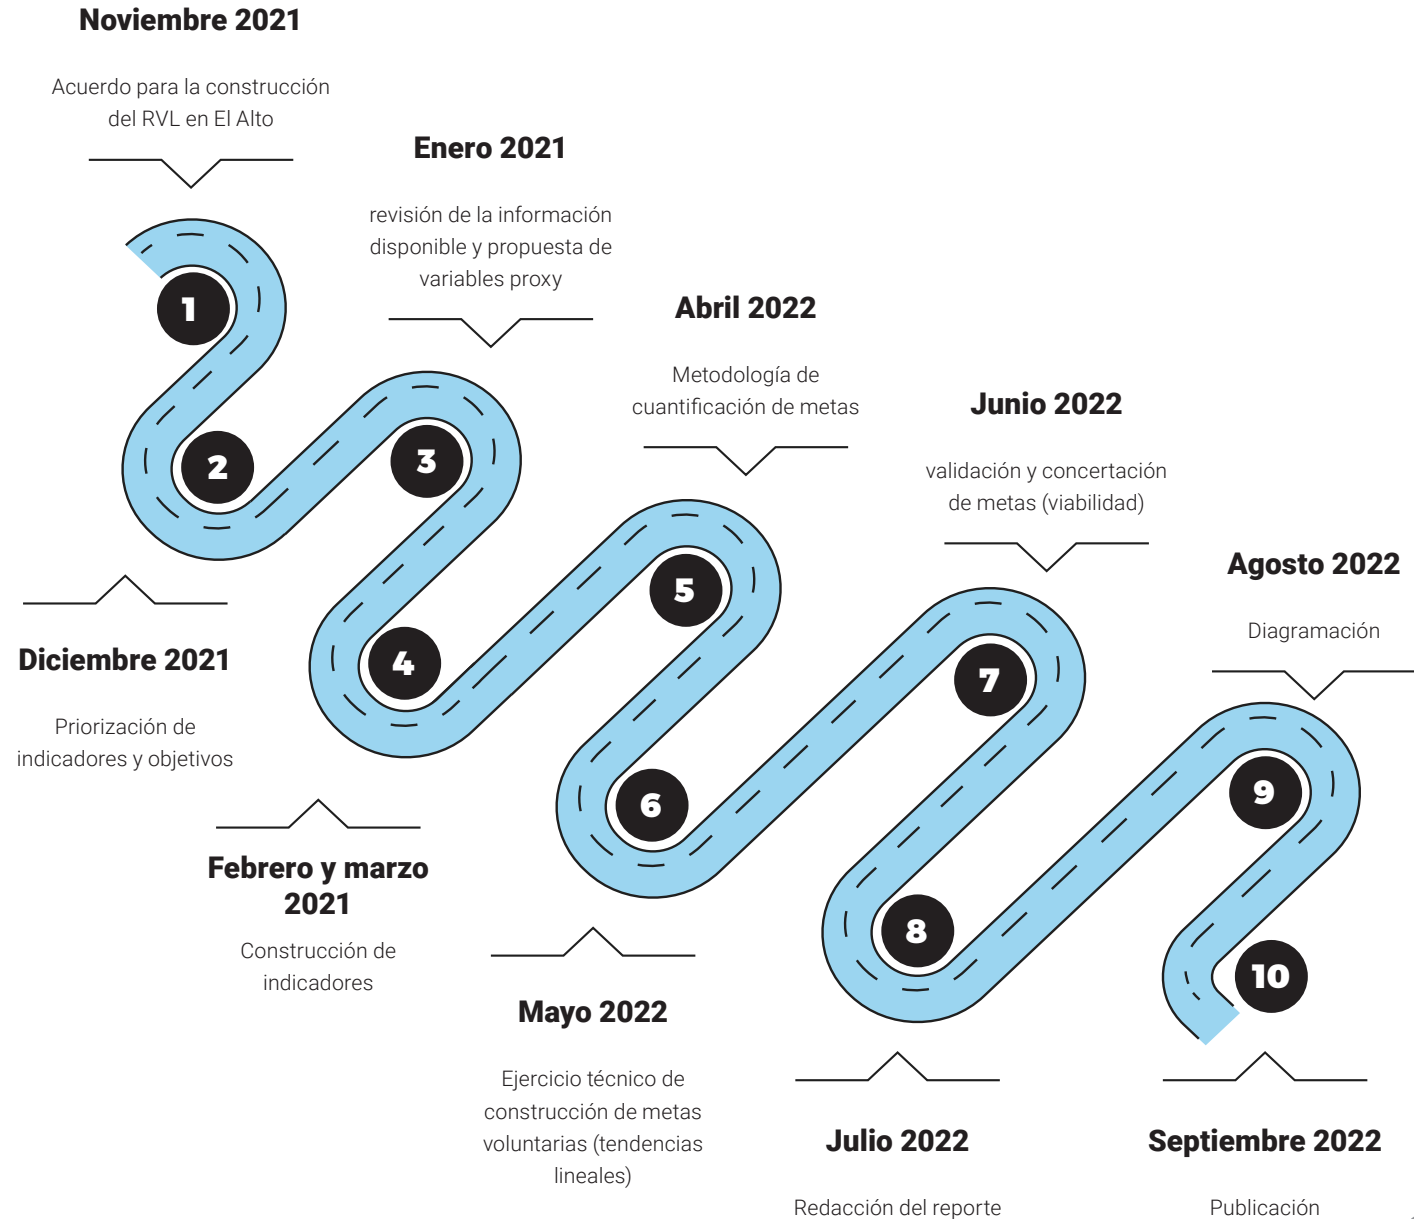 Noviembre 2021
Acuerdo para la construcción
del RVL en El Alto
1
2
Diciembre 2021
Priorización de
indicadores y objetivos
Enero 2021
revisión de la información
disponible y propuesta de
variables proxy
3
4
Febrero y marzo
2021
Construcción de
indicadores
Abril 2022
Metodología de
cuantificación de metas
5
6
Mayo 2022
Ejercicio técnico de
construcción de metas
voluntarias (tendencias
lineales)
Junio 2022
validación y concertación
de metas (viabilidad)
7
8
Julio 2022
Redacción del reporte
Agosto 2022
Diagramación
9
10
Septiembre 2022
Publicación